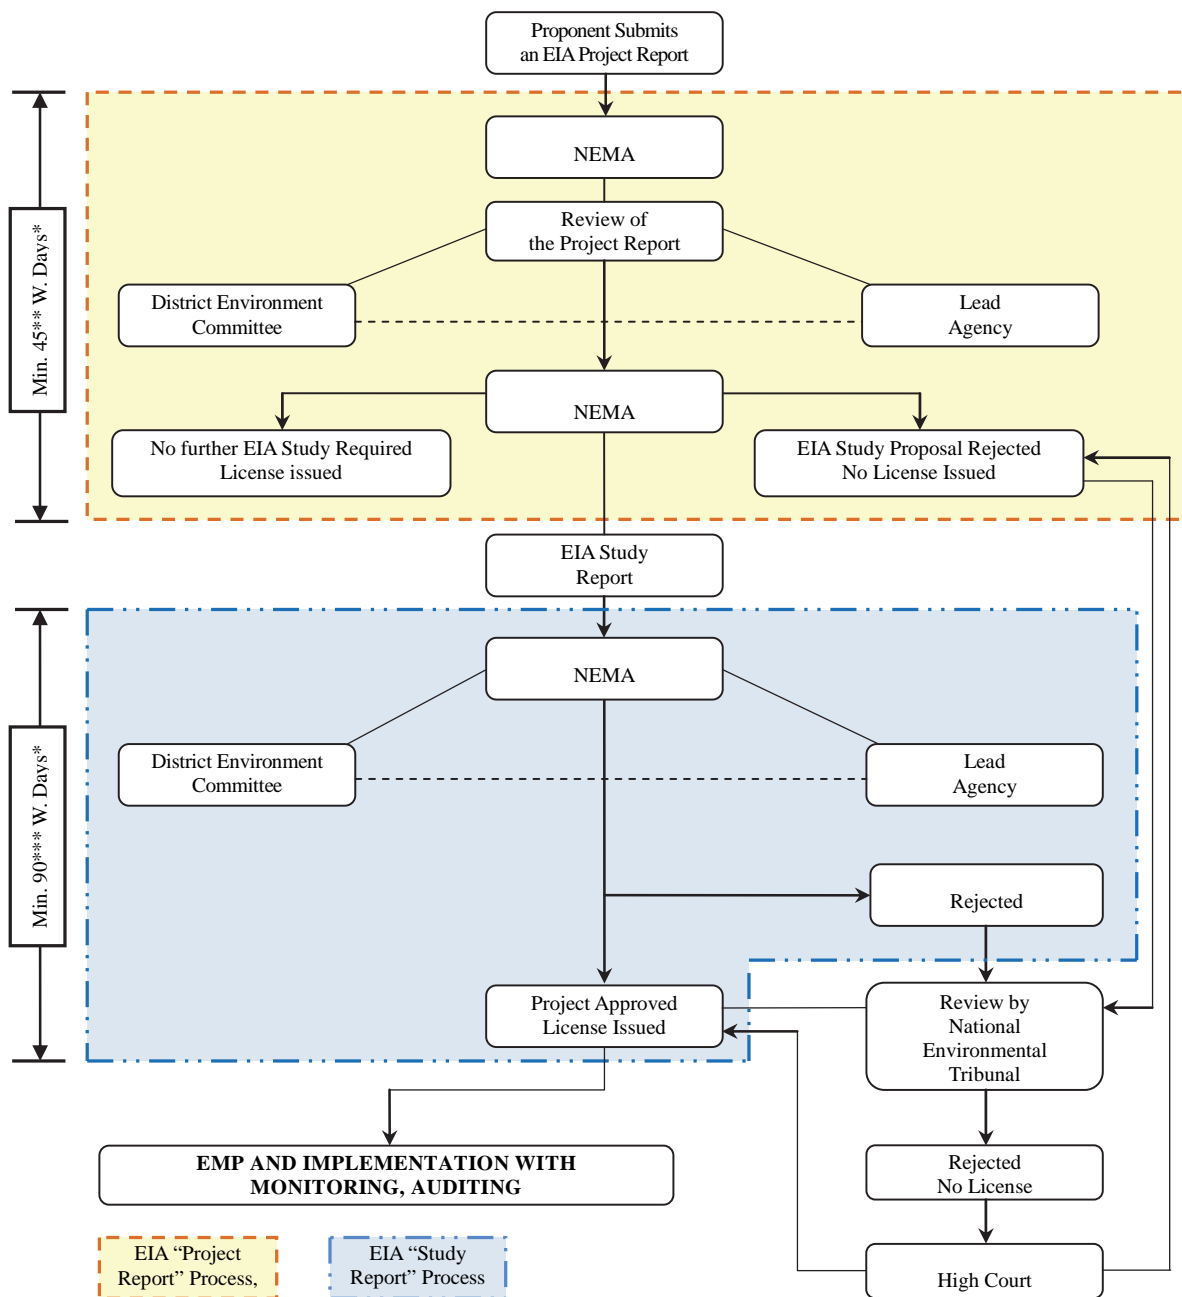 Proponent Submits
an EIA Project Report
NEMA
Review of
the Project Report
District Environment
Committee
Lead
Agency
Min. 45** W. Days*
NEMA
No further EIA Study Required
License issued
EIA Study Proposal Rejected
No License Issued
EIA Study
Report
NEMA
District Environment
Committee
Lead
Agency
Min. 90*** W. Days*
Rejected
Project Approved
License Issued
Review by
National
Environmental
Tribunal
EMP AND IMPLEMENTATION WITH
MONITORING, AUDITING
Rejected
No License
High Court
EIA “Project
Report” Process,
EIA “Study
Report” Process